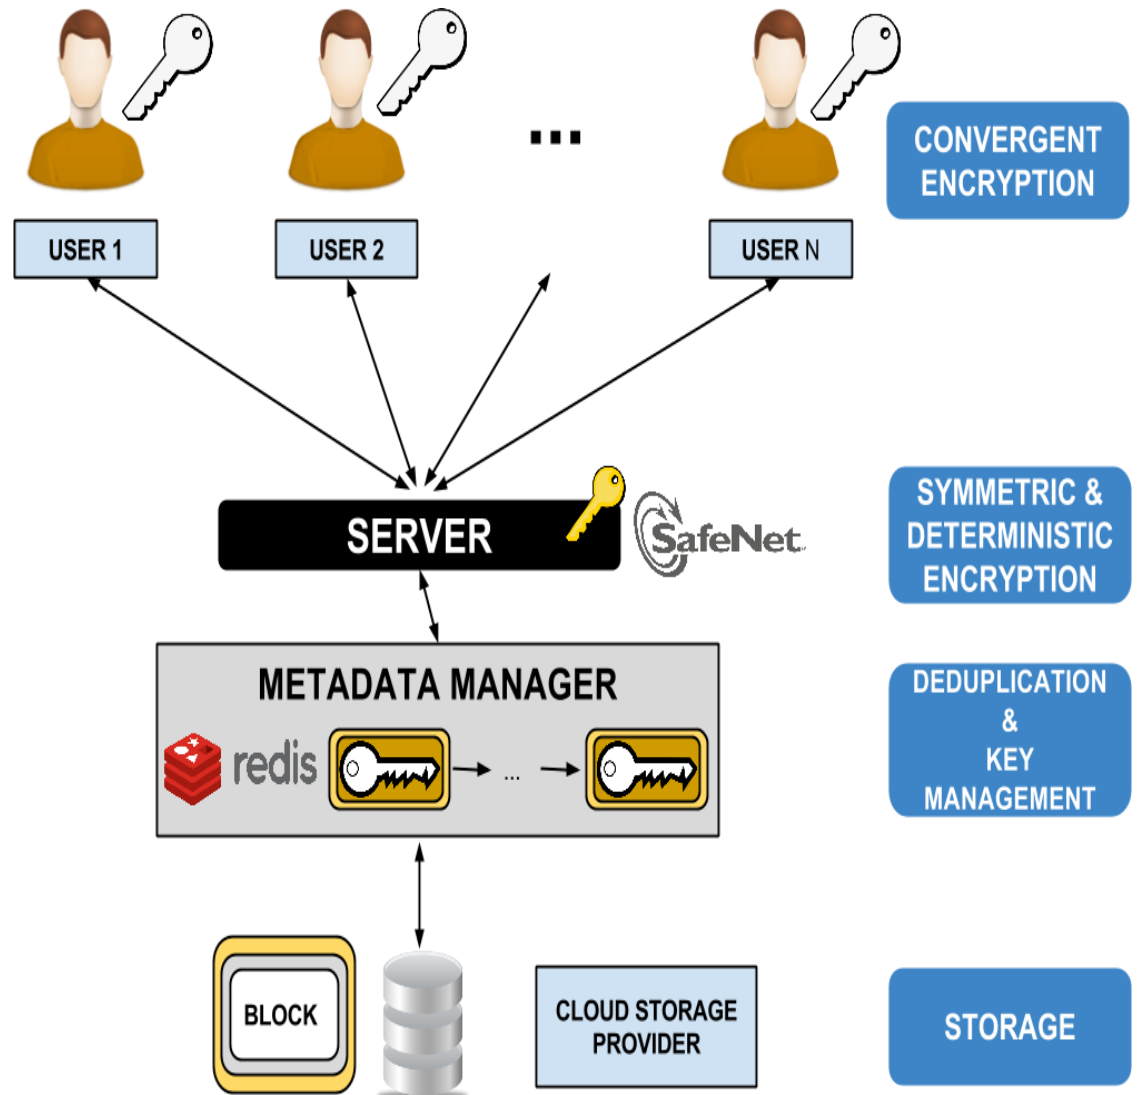 ...
CONVERGENT
ENCRYPTION
USER 1
USER 2
USER N
SERVER
SafeNet
SYMMETRIC &
DETERMINISTIC
ENCRYPTION
METADATA MANAGER
redis
...
DEDUPLICATION
&
KEY
MANAGEMENT
BLOCK
CLOUD STORAGE
PROVIDER
STORAGE